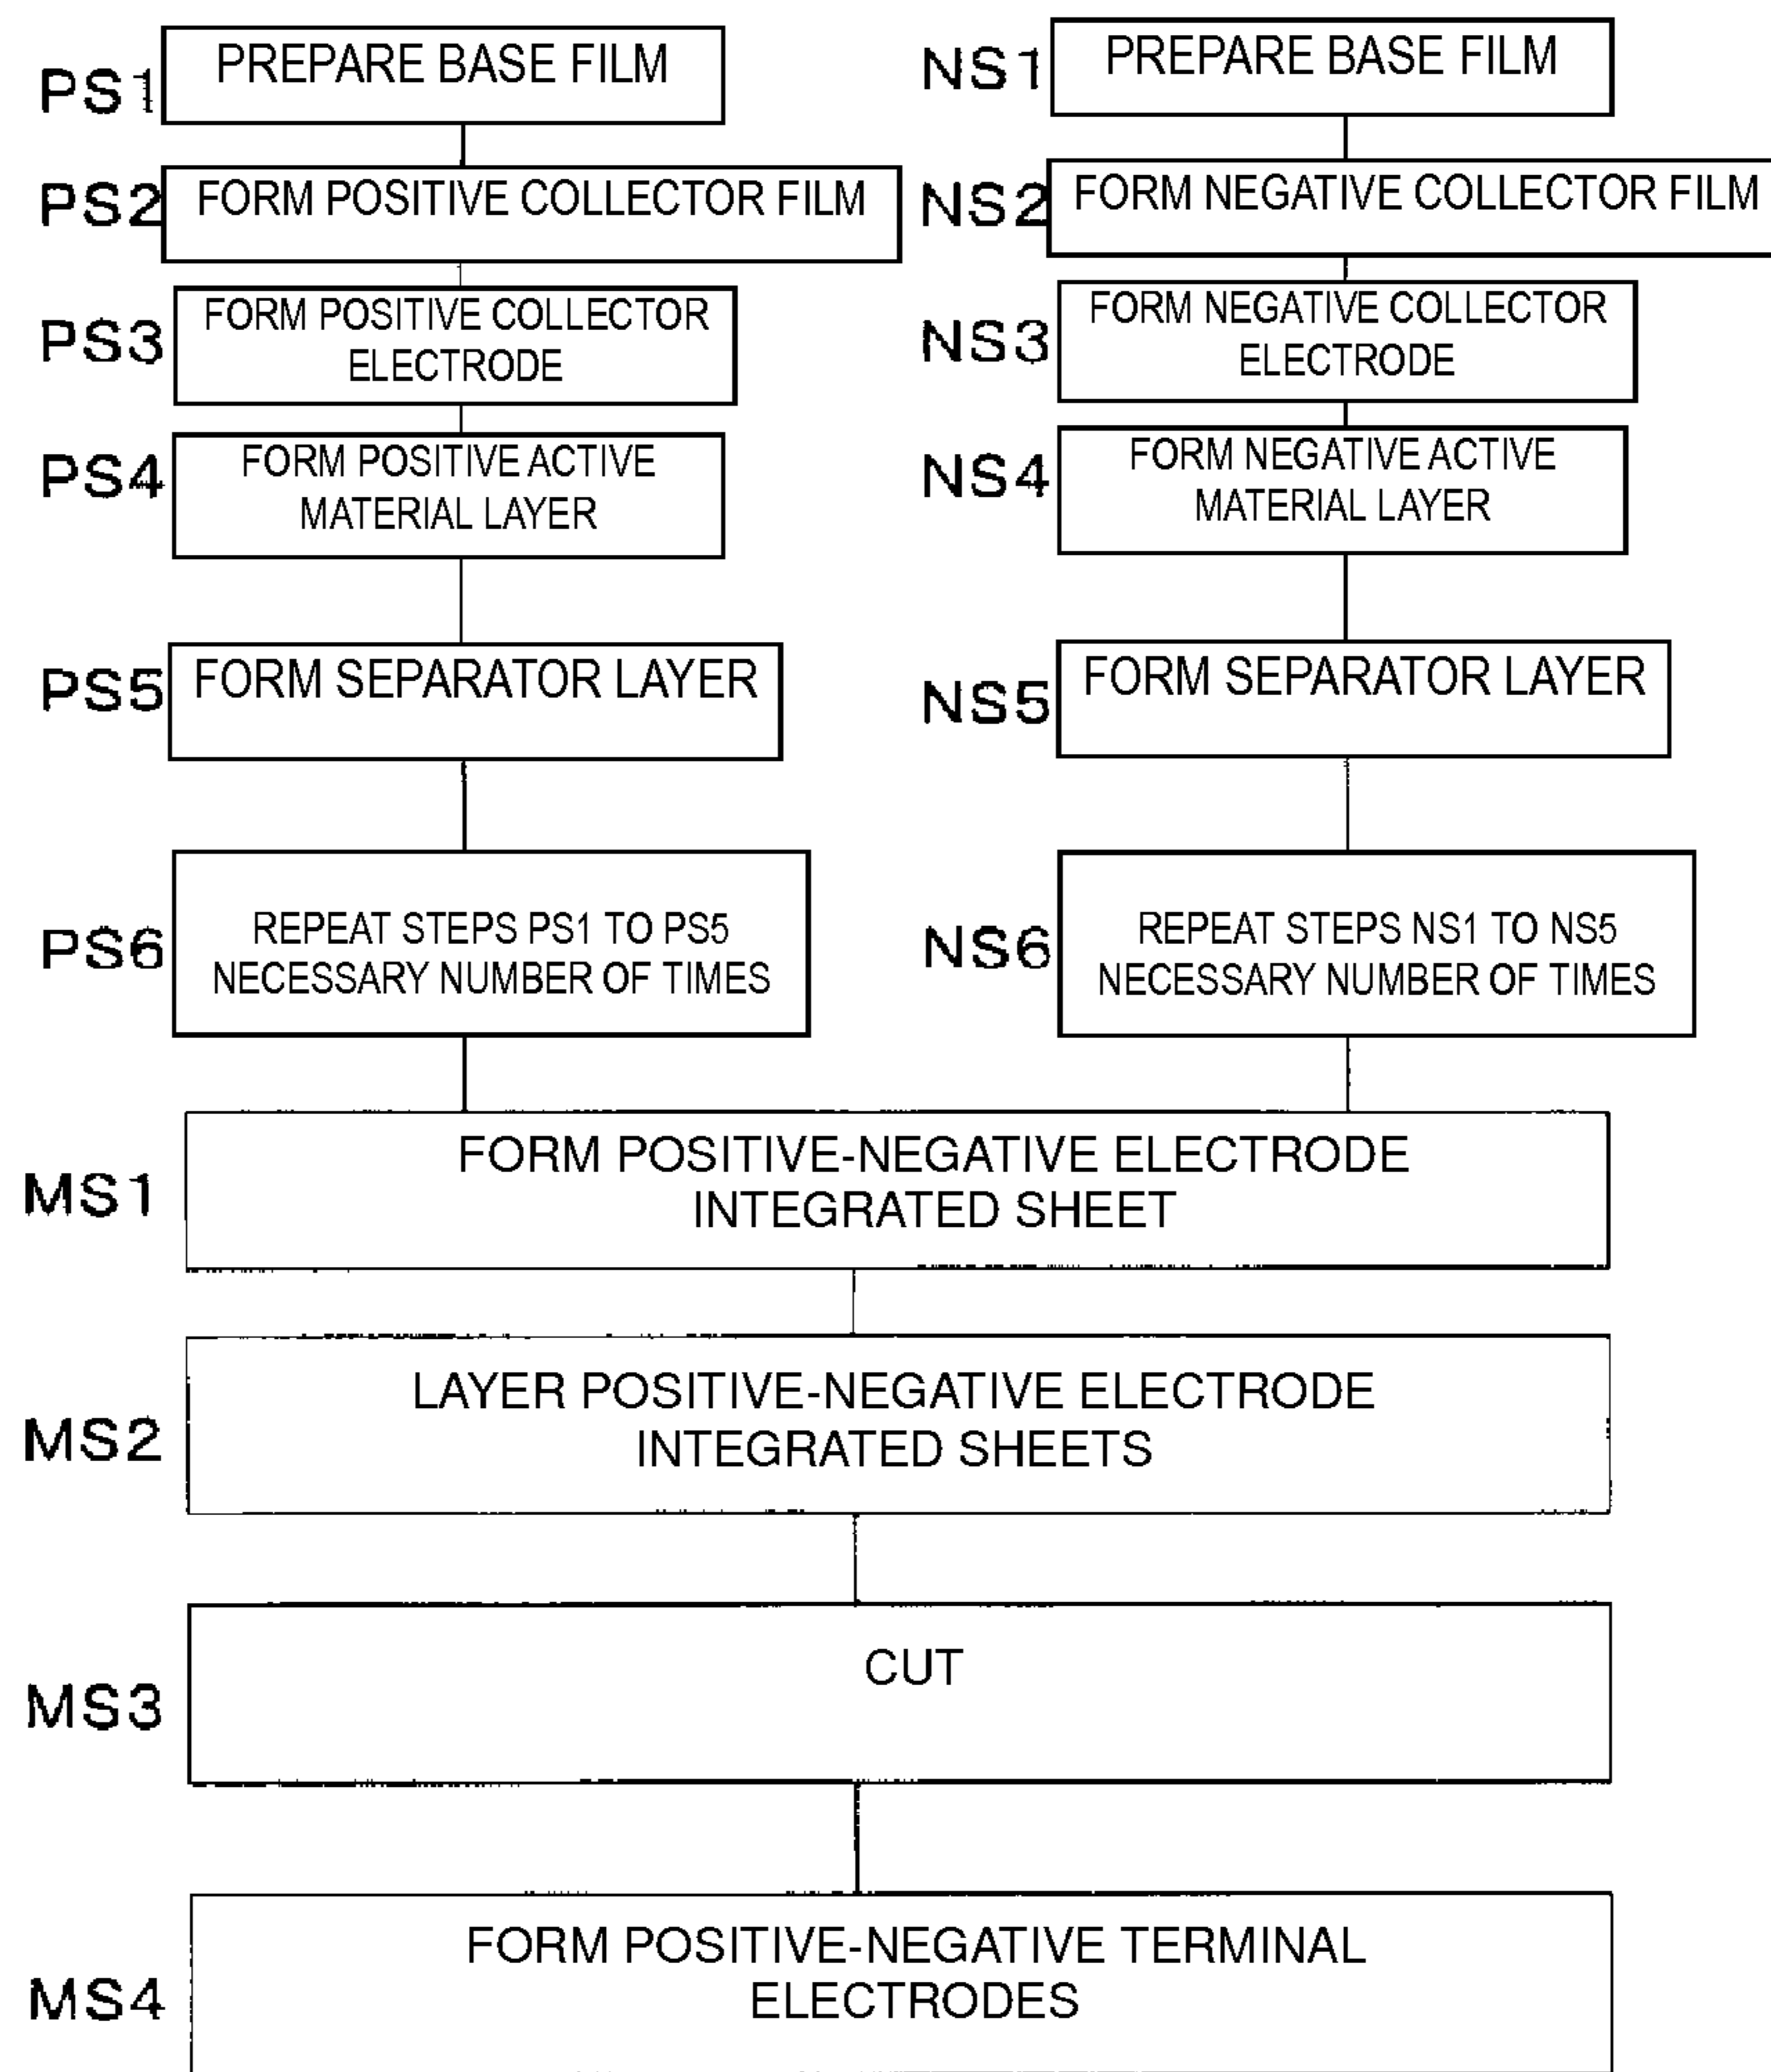 PS1 PREPARE BASE FILM
PS2 FORM POSITIVE COLLECTOR FILM
PS3 FORM POSITIVE COLLECTOR
ELECTRODE
PS4 FORM POSITIVE ACTIVE
MATERIAL LAYER
PS5 FORM SEPARATOR LAYER
PS6 REPEAT STEPS PS1 TO PS5
NECESSARY NUMBER OF TIMES
NS1 PREPARE BASE FILM
NS2 FORM NEGATIVE COLLECTOR FILM
NS3 FORM NEGATIVE COLLECTOR
ELECTRODE
NS4 FORM NEGATIVE ACTIVE
MATERIAL LAYER
NS5 FORM SEPARATOR LAYER
NS6 REPEAT STEPS NS1 TO NS5
NECESSARY NUMBER OF TIMES
MS1 FORM POSITIVE-NEGATIVE ELECTRODE
INTEGRATED SHEET
MS2 LAYER POSITIVE-NEGATIVE ELECTRODE
INTEGRATED SHEETS
MS3 CUT
MS4 FORM POSITIVE-NEGATIVE TERMINAL
ELECTRODES